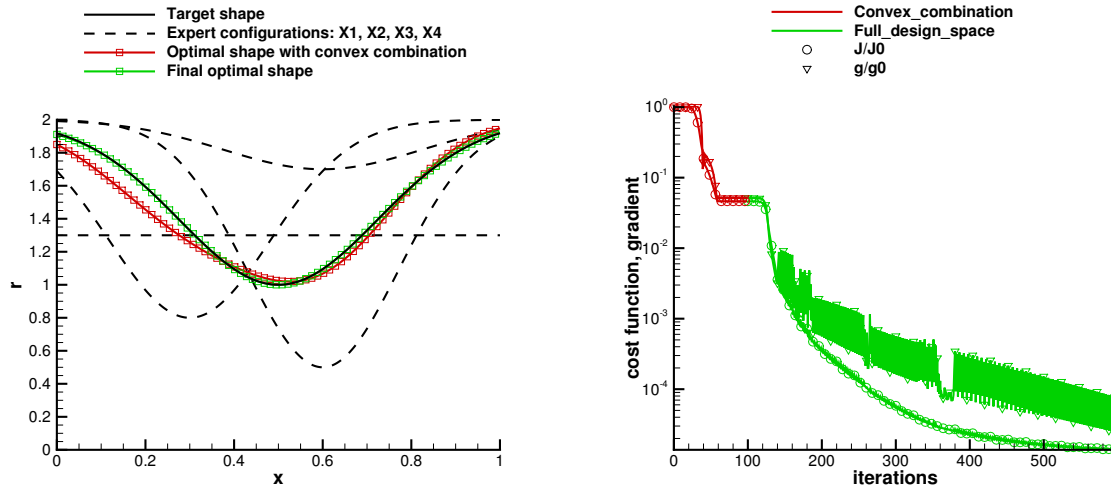 Target shape
Expert configurations: X1, X2, X3, X4
Optimal shape with convex combination
Final optimal shape
r
2
1.8
1.6
1.4
1.2
1
0.8
0.6
0.4
0.2
0
0 0.2 0.4 0.6 0.8 1
x
Convex_combination
Full_design_space
J/J0
g/g0
cost function, gradient
10^0
10^-1
10^-2
10^-3
10^-4
0 100 200 300 400 500
iterations